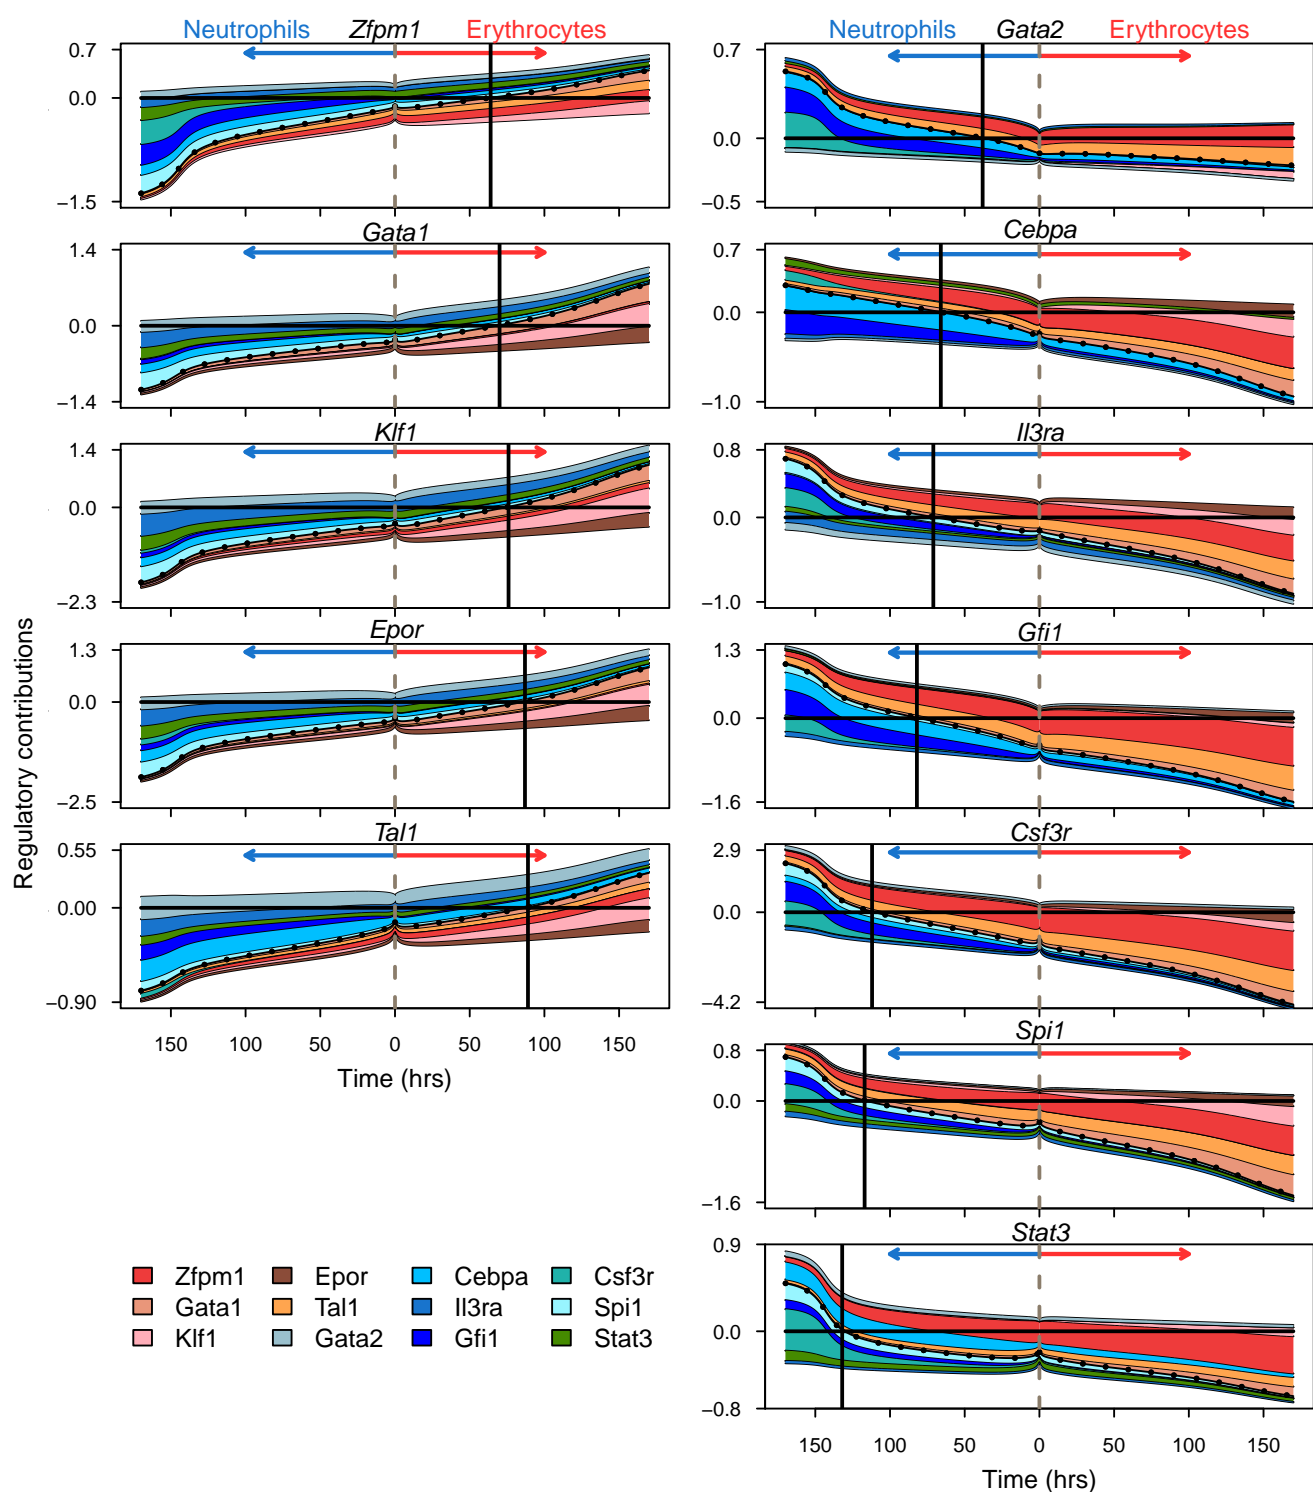 Neutrophils Zfpm1 Erythrocytes
0.7
0.0
−1.5
Gata1
1.4
0.0
−1.4
Klf1
1.4
0.0
−2.3
Epor
1.3
0.0
−2.5
Tal1
0.55
0.00
−0.90
150 100 50 0 50 100 150
Time (hrs)
Regulatory contributions
Neutrophils Gata2 Erythrocytes
0.7
0.0
−0.5
Cebpa
0.7
0.0
−1.0
Il3ra
0.8
0.0
−1.0
Gfi1
1.3
0.0
−1.6
Csf3r
2.9
0.0
−4.2
Spi1
0.8
0.0
−1.6
Stat3
0.9
0.0
−0.8
150 100 50 0 50 100 150
Time (hrs)
Zfpm1 Epor Cebpa Csf3r
Gata1 Tal1 Il3ra Spi1
Klf1 Gata2 Gfi1 Stat3